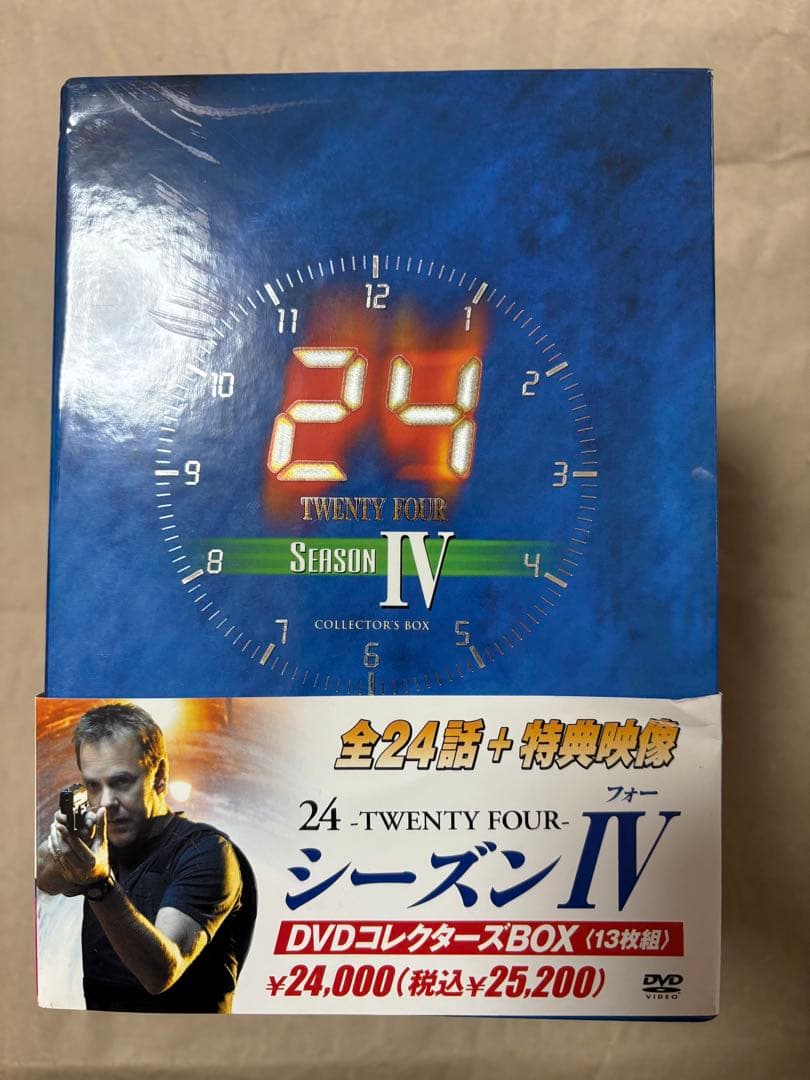 12
11
1
10
2
24
9
3
TWENTY FOUR
SEASON IV
8
4
COLLECTOR'S BOX
7
5
6
全24話+特典映像
フォー
24 -TWENTY FOUR-
シーズンIV
DVDコレクターズBOX〈13枚組〉
¥24,000(税込¥25,200)
DVD
VIDEO